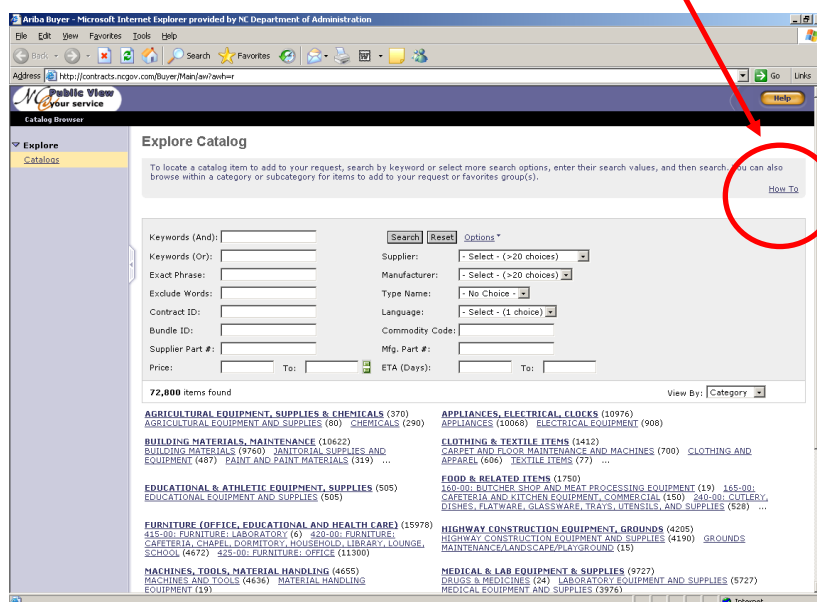 Ariba Buyer - Microsoft Internet Explorer provided by NC Department of Administration
File Edit View Favorites Tools Help
Back Search Favorites
Address http://contracts.ncgov.com/Buyer/Main/aw?awh=r Go Links
NC Public View @your service Help
Catalog Browser
Explore
Catalogs
Explore Catalog
To locate a catalog item to add to your request, search by keyword or select more search options, enter their search values, and then search. You can also
browse within a category or subcategory for items to add to your request or favorites group(s).
How To
Keywords (And): Search Reset Options
Keywords (Or): Supplier: - Select - (>20 choices)
Exact Phrase: Manufacturer: - Select - (>20 choices)
Exclude Words: Type Name: - No Choice -
Contract ID: Language: - Select - (1 choice)
Bundle ID: Commodity Code:
Supplier Part #: Mfg. Part #:
Price: To: ETA (Days): To:
72,800 items found View By: Category
AGRICULTURAL EQUIPMENT, SUPPLIES & CHEMICALS (370)
AGRICULTURAL EQUIPMENT AND SUPPLIES (80) CHEMICALS (290)
APPLIANCES, ELECTRICAL, CLOCKS (10976)
APPLIANCES (10068) ELECTRICAL EQUIPMENT (908)
BUILDING MATERIALS, MAINTENANCE (10622)
BUILDING MATERIALS (9760) JANITORIAL SUPPLIES AND
EQUIPMENT (487) PAINT AND PAINT MATERIALS (319) ...
CLOTHING & TEXTILE ITEMS (1412)
CARPET AND FLOOR MAINTENANCE AND MACHINES (700) CLOTHING AND
APPAREL (606) TEXTILE ITEMS (77) ...
EDUCATIONAL & ATHLETIC EQUIPMENT, SUPPLIES (505)
EDUCATIONAL EQUIPMENT AND SUPPLIES (505)
FOOD & RELATED ITEMS (1750)
160-00: BUTCHER SHOP AND MEAT PROCESSING EQUIPMENT (19) 165-00:
CAFETERIA AND KITCHEN EQUIPMENT, COMMERCIAL (150) 240-00: CUTLERY,
DISHES, FLATWARE, GLASSWARE, TRAYS, UTENSILS, AND SUPPLIES (528) ...
FURNITURE (OFFICE, EDUCATIONAL AND HEALTH CARE) (15978)
415-00: FURNITURE: LABORATORY (6) 420-00: FURNITURE:
CAFETERIA, CHAPEL, DORMITORY, HOUSEHOLD, LIBRARY, LOUNGE,
SCHOOL (4672) 425-00: FURNITURE: OFFICE (11300)
HIGHWAY CONSTRUCTION EQUIPMENT, GROUNDS (4205)
HIGHWAY CONSTRUCTION EQUIPMENT AND SUPPLIES (4190) GROUNDS
MAINTENANCE/LANDSCAPE/PLAYGROUND (15)
MACHINES, TOOLS, MATERIAL HANDLING (4655)
MACHINES AND TOOLS (4636) MATERIAL HANDLING
EQUIPMENT (19)
MEDICAL & LAB EQUIPMENT & SUPPLIES (9727)
DRUGS & MEDICINES (24) LABORATORY EQUIPMENT AND SUPPLIES (5727)
MEDICAL EQUIPMENT AND SUPPLIES (3976)
Internet